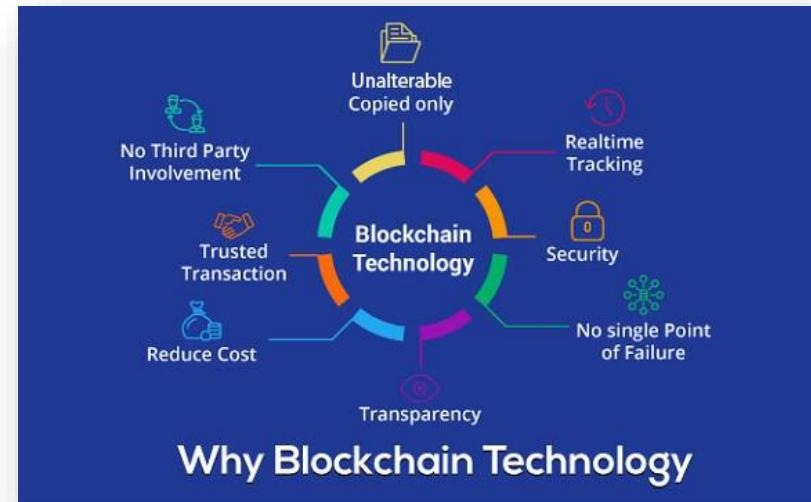 Unalterable
Copied only
Realtime
Tracking
No Third Party
Involvement
Blockchain
Technology
Trusted
Transaction
Security
No single Point
of Failure
Reduce Cost
Transparency
Why Blockchain Technology